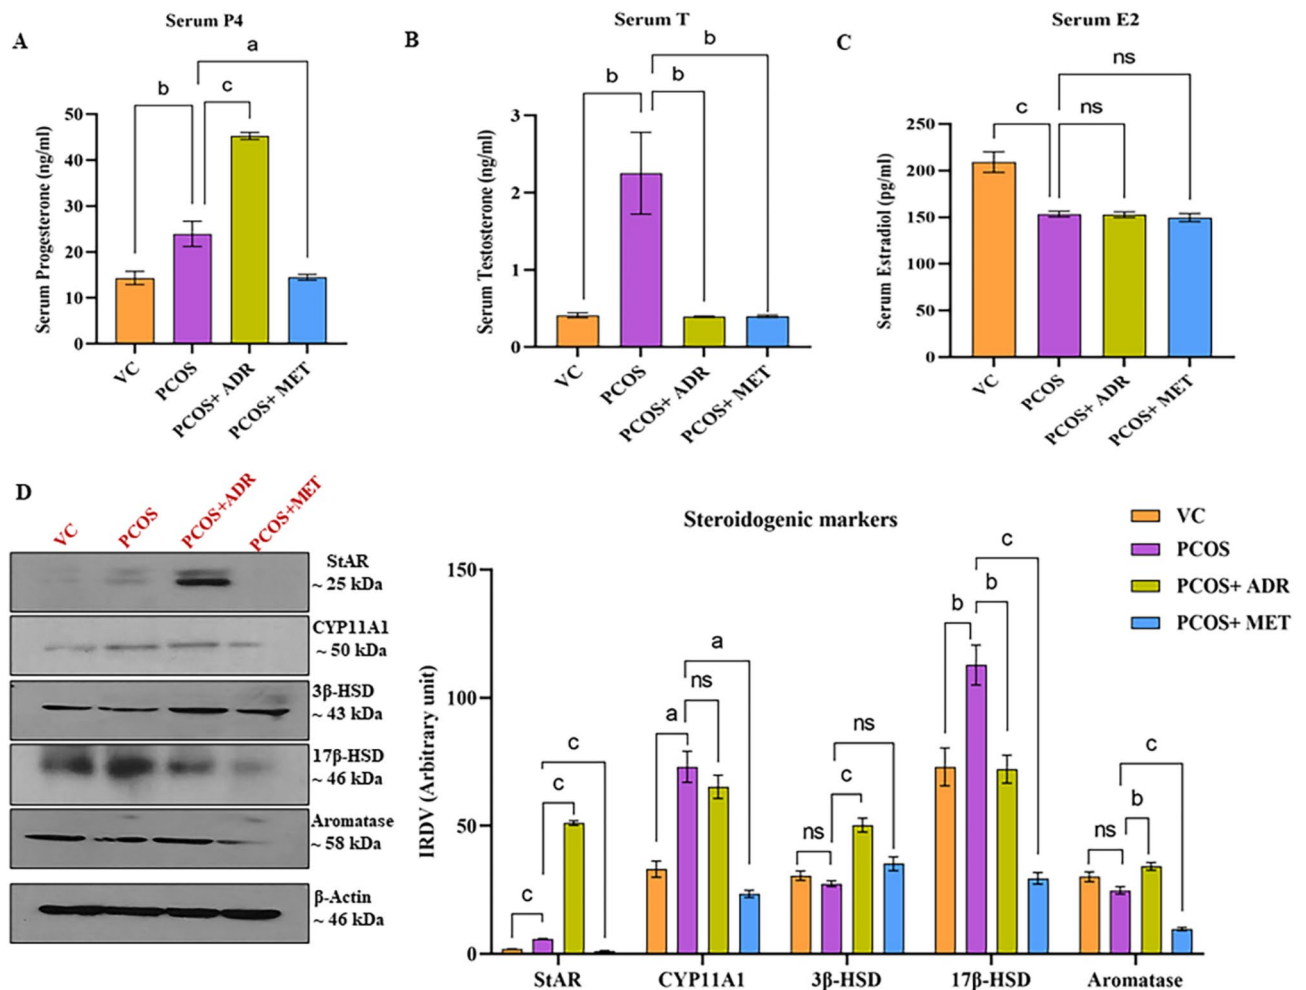 A
Serum P4
a
b
c
Serum Progesterone (ng/ml)
50
40
30
20
10
0
VC
PCOS
PCOS+ ADR
PCOS+ MET
B
Serum T
b
b
b
Serum Testosterone (ng/ml)
3
2
1
0
VC
PCOS
PCOS+ ADR
PCOS+ MET
C
Serum E2
ns
c
ns
Serum Estradiol (pg/ml)
250
200
150
100
50
0
VC
PCOS
PCOS+ ADR
PCOS+ MET
D
VC
PCOS
PCOS+ADR
PCOS+MET
StAR
~ 25 kDa
CYP11A1
~ 50 kDa
3β-HSD
~ 43 kDa
17β-HSD
~ 46 kDa
Aromatase
~ 58 kDa
β-Actin
~ 46 kDa
Steroidogenic markers
VC
PCOS
PCOS+ ADR
PCOS+ MET
IRDV (Arbitrary unit)
150
100
50
0
c
c
c
a
ns
a
ns
c
ns
c
b
b
c
ns
b
StAR
CYP11A1
3β-HSD
17β-HSD
Aromatase